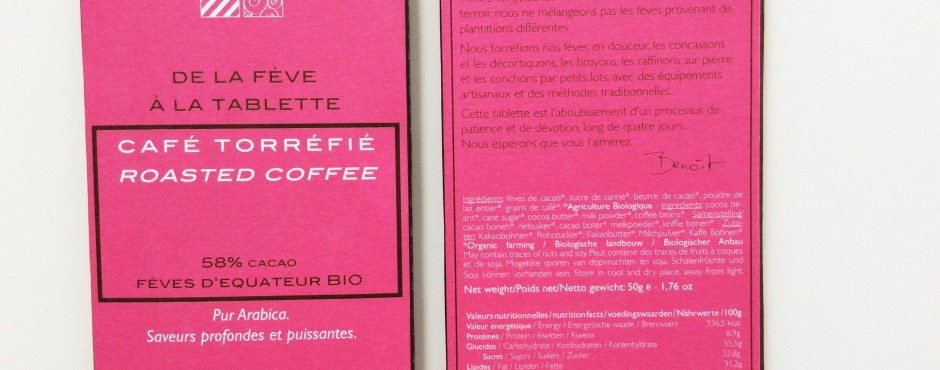 DE LA FÈVE
À LA TABLETTE
CAFÉ TORRÉFIÉ
ROASTED COFFEE
58% CACAO
FÈVES D'EQUATEUR BIO
Pur Arabica.
Saveurs profondes et puissantes.
terroir, nous ne mélangeons pas les fèves provenant de
plantations différentes.
Nous torréfions nos fèves en douceur, les concassons
et les décortiquons, les broyons, les raffinons sur pierre
et les conchons par petits lots, avec des équipements
artisanaux et des méthodes traditionnelles.
Cette tablette est l'aboutissement d'un processus de
patience et de dévotion, long de quatre jours.
Nous espérons que vous l'aimerez.
Benoît
Ingrédients: fèves de cacao*, sucre de canne*, beurre de cacao*, poudre de
lait entier*, grains de café* *Agriculture Biologique - Ingredients: cocoa be-
ans*, cane sugar*, cocoa butter*, milk powder*, coffee beans* - Samenstelling:
cacao bonen*, rietsuiker*, cacao boter*, melkpoeder*, koffie bonen* - Zuta-
ten: Kakaobohnen*, Rohrzucker*, Kakaobutter*, Milchpulver*, Kaffe Bohnen*
*Organic farming / Biologische landbouw / Biologischer Anbau
May contain traces of nuts and soy. Peut contenir des traces de fruits à coques
et de soja. Mogelijke sporen van dopvruchten en soja. Schalenfrüchte und
Soja können vorhanden sein. Store in cool and dry place, away from light.
Net weight/Poids net/Netto gewicht: 50g e - 1,76 oz
Valeurs nutritionnelles/nutrition facts/voedingswaarden/Nährwerte /100g
Valeur énergétique / Energy / Energetische waade / Brennwert 536,5 kcal
Protéines / Protein / Eiwitten / Eiweiss 6,9g
Glucides / Carbohydrate / Koolhydraten / Kohlenhydrate 55,5g
Sucres / Sugars / Suikers / Zucker 32,8g
Lipides / Fat / Lipiden / Fette 31,2g